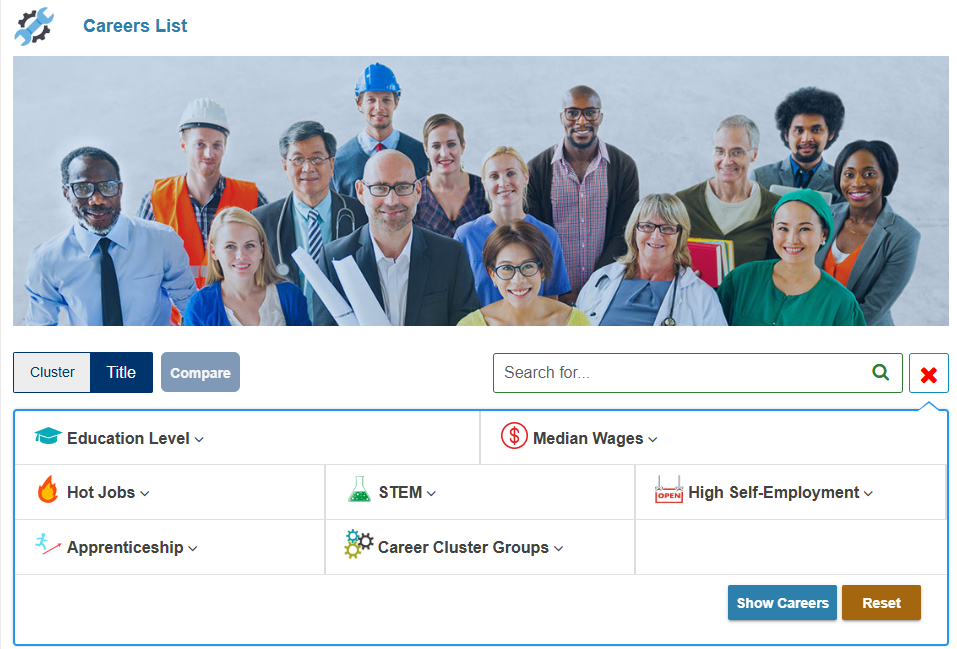 Careers List
Cluster Title Compare Search for...
Education Level Median Wages
Hot Jobs STEM OPEN High Self-Employment
Apprenticeship Career Cluster Groups
Show Careers Reset